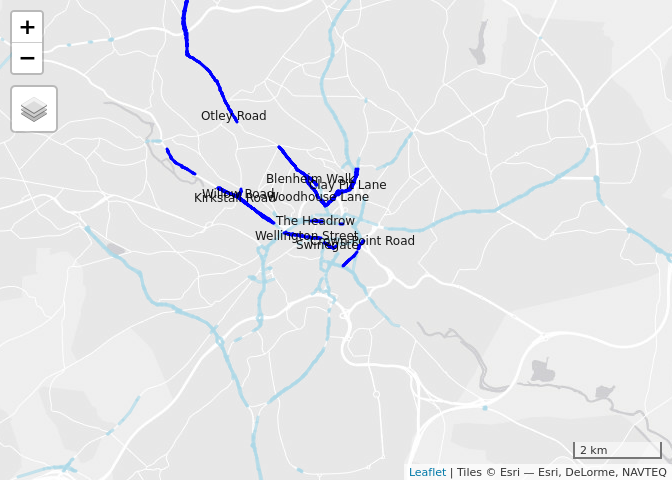 +
−
Otley Road
Blenheim Walk
Clay Pit Lane
Willow Road
Kirkstall Road
Woodhouse Lane
The Headrow
Wellington Street
Crown Point Road
Swinegate
2 km
Leaflet | Tiles © Esri — Esri, DeLorme, NAVTEQ